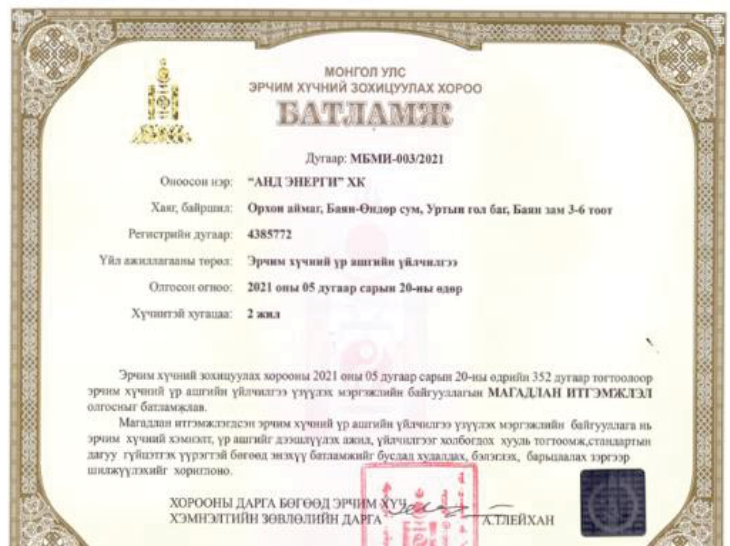 МОНГОЛ УЛС
ЭРЧИМ ХҮЧНИЙ ЗОХИЦУУЛАХ ХОРОО
БАТЛАМЖ
Дугаар: МБМИ-003/2021
Оноосон нэр: "АНД ЭНЕРГИ" ХК
Хаяг, байршил: Орхон аймаг, Баян-Өндөр сум, Уртын гол баг, Баян зам 3-6 тоот
Регистрийн дугаар: 4385772
Үйл ажиллагааны төрөл: Эрчим хүчний үр ашгийн үйлчилгээ
Олгосон огноо: 2021 оны 05 дугаар сарын 20-ны өдөр
Хүчинтэй хугацаа: 2 жил
Эрчим хүчний зохицуулах хорооны 2021 оны 05 дугаар сарын 20-ны өдрийн 352 дугаар тогтоолоор
эрчим хүчний үр ашгийн үйлчилгээ үзүүлэх мэргэжлийн байгууллагын МАГАДЛАН ИТГЭМЖЛЭЛ
олгосныг батламжлав.
Магадлан итгэмжлэгдсэн эрчим хүчний үр ашгийн үйлчилгээ үзүүлэх мэргэжлийн байгууллага нь
эрчим хүчний хэмнэлт, үр ашгийг дээшлүүлэх ажил, үйлчилгээг холбогдох хууль тогтоомж,стандартын
дагуу гүйцэтгэх үүрэгтэй бөгөөд энэхүү батламжийг бусдад худалдах, бэлэглэх, барьцаалах зэргээр
шилжүүлэхийг хориглоно.
ХОРООНЫ ДАРГА БӨГӨӨД ЭРЧИМ ХҮЧ
ХЭМНЭЛТИЙН ЗӨВЛӨЛИЙН ДАРГА А.ТЛЕЙХАН